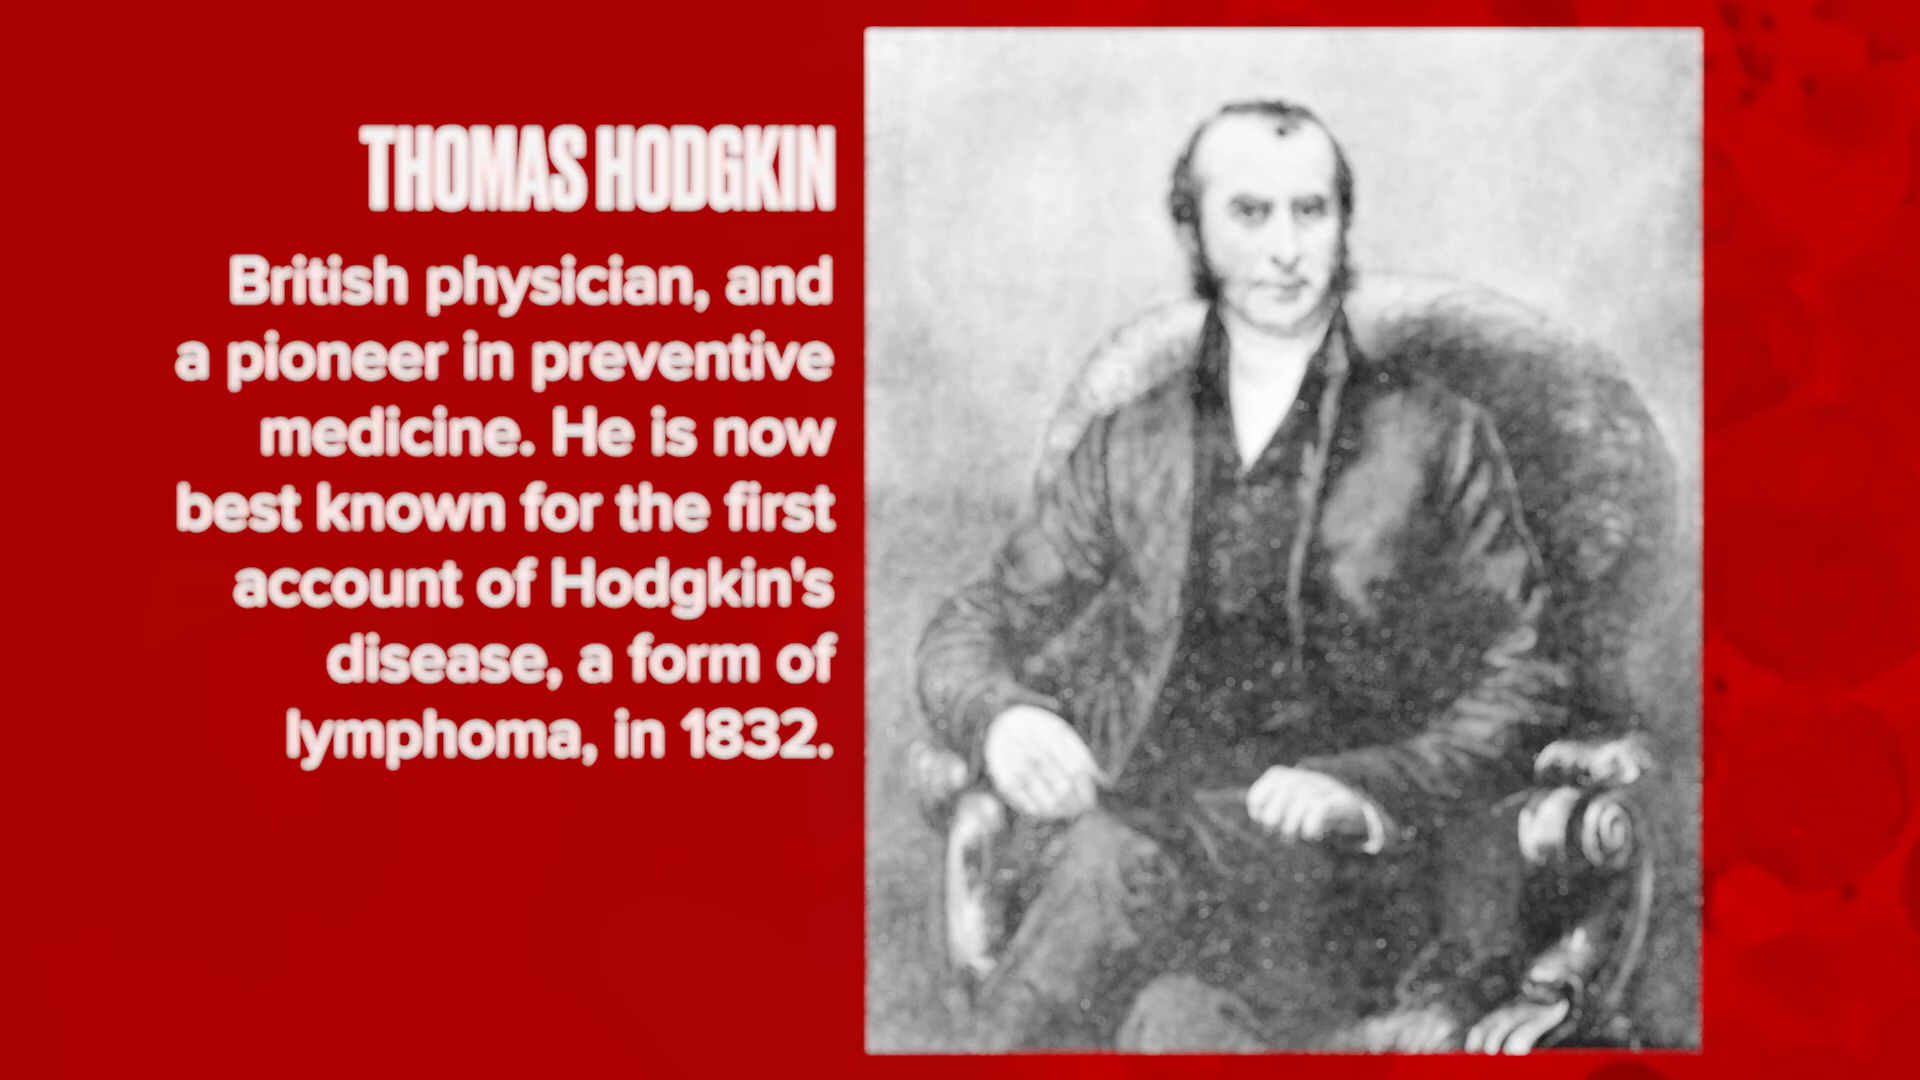 THOMAS HODGKIN
British physician, and
a pioneer in preventive
medicine. He is now
best known for the first
account of Hodgkin's
disease, a form of
lymphoma, in 1832.